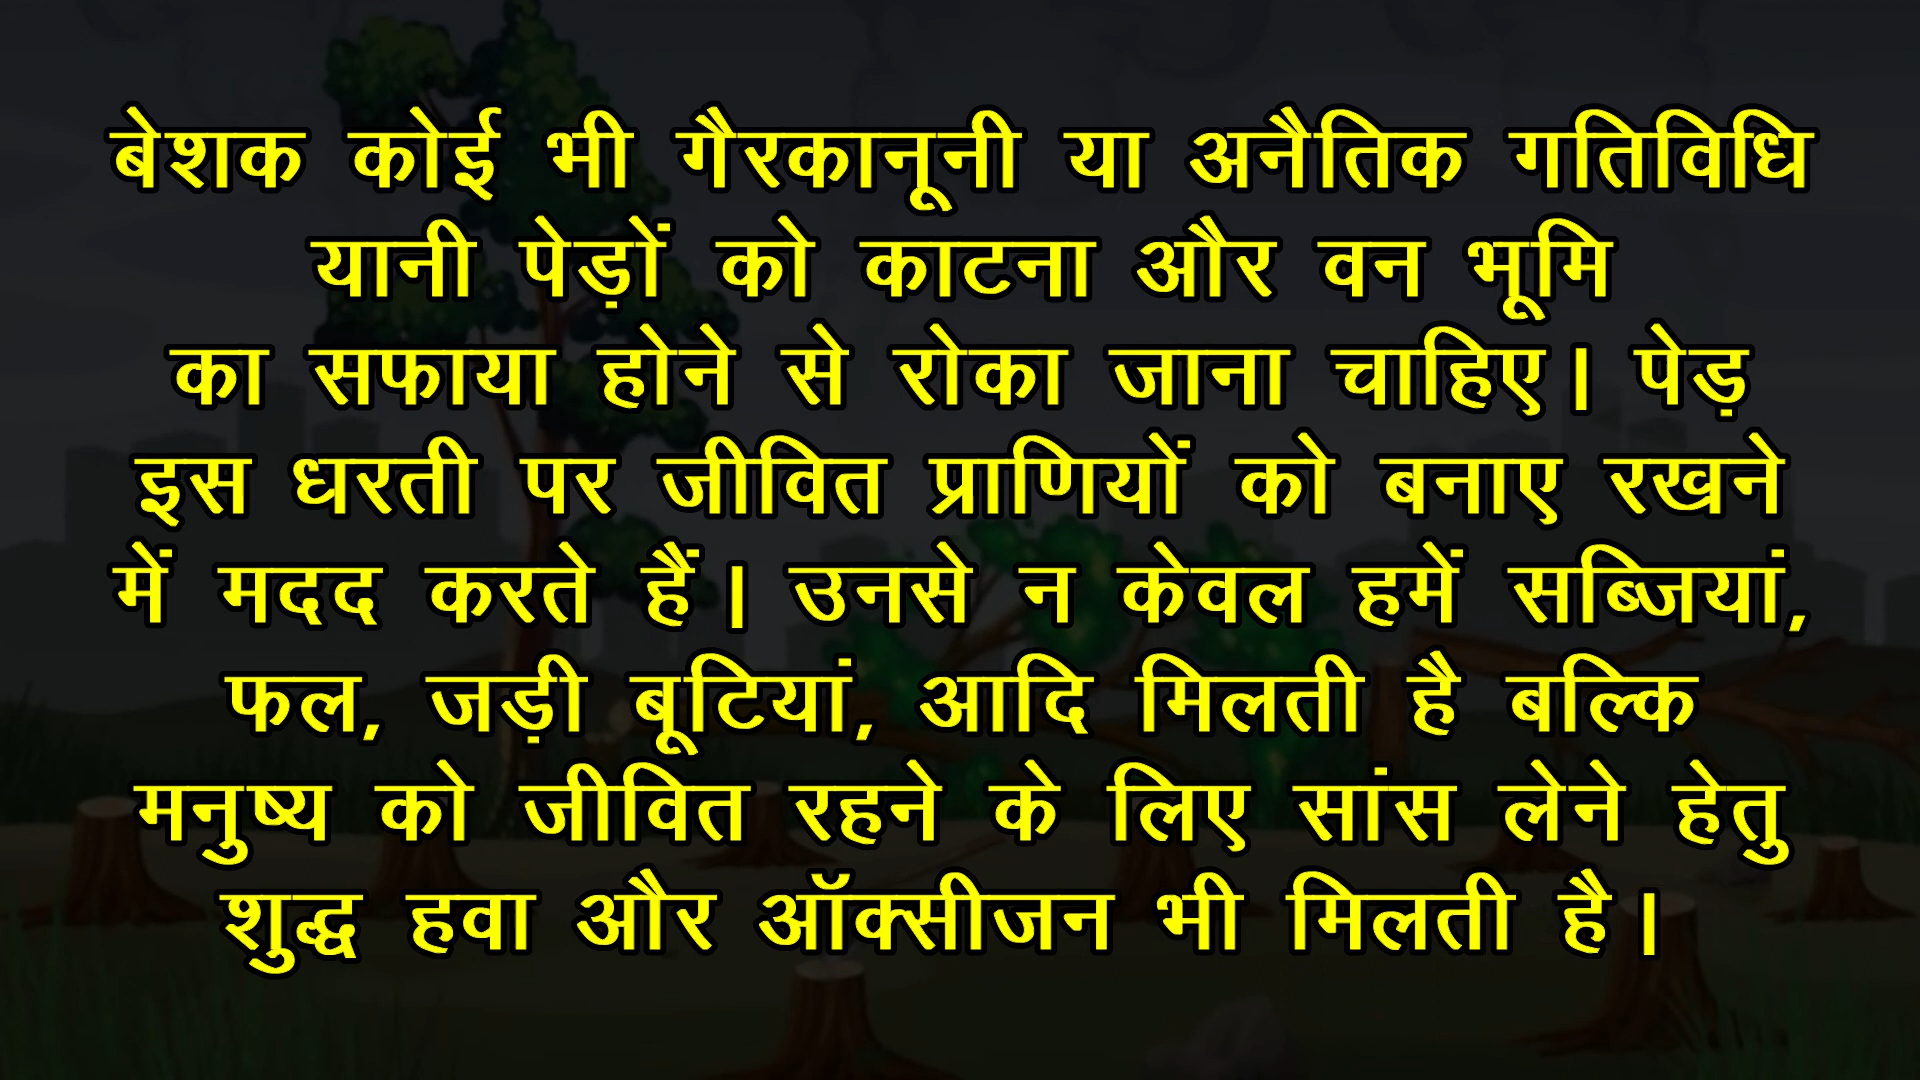 बेशक कोई भी गैरकानूनी या अनैतिक गतिविधि
यानी पेड़ों को काटना और वन भूमि
का सफाया होने से रोका जाना चाहिए। पेड़
इस धरती पर जीवित प्राणियों को बनाए रखने
में मदद करते हैं। उनसे न केवल हमें सब्जियां,
फल, जड़ी बूटियां, आदि मिलती है बल्कि
मनुष्य को जीवित रहने के लिए सांस लेने हेतु
शुद्ध हवा और ऑक्सीजन भी मिलती है।